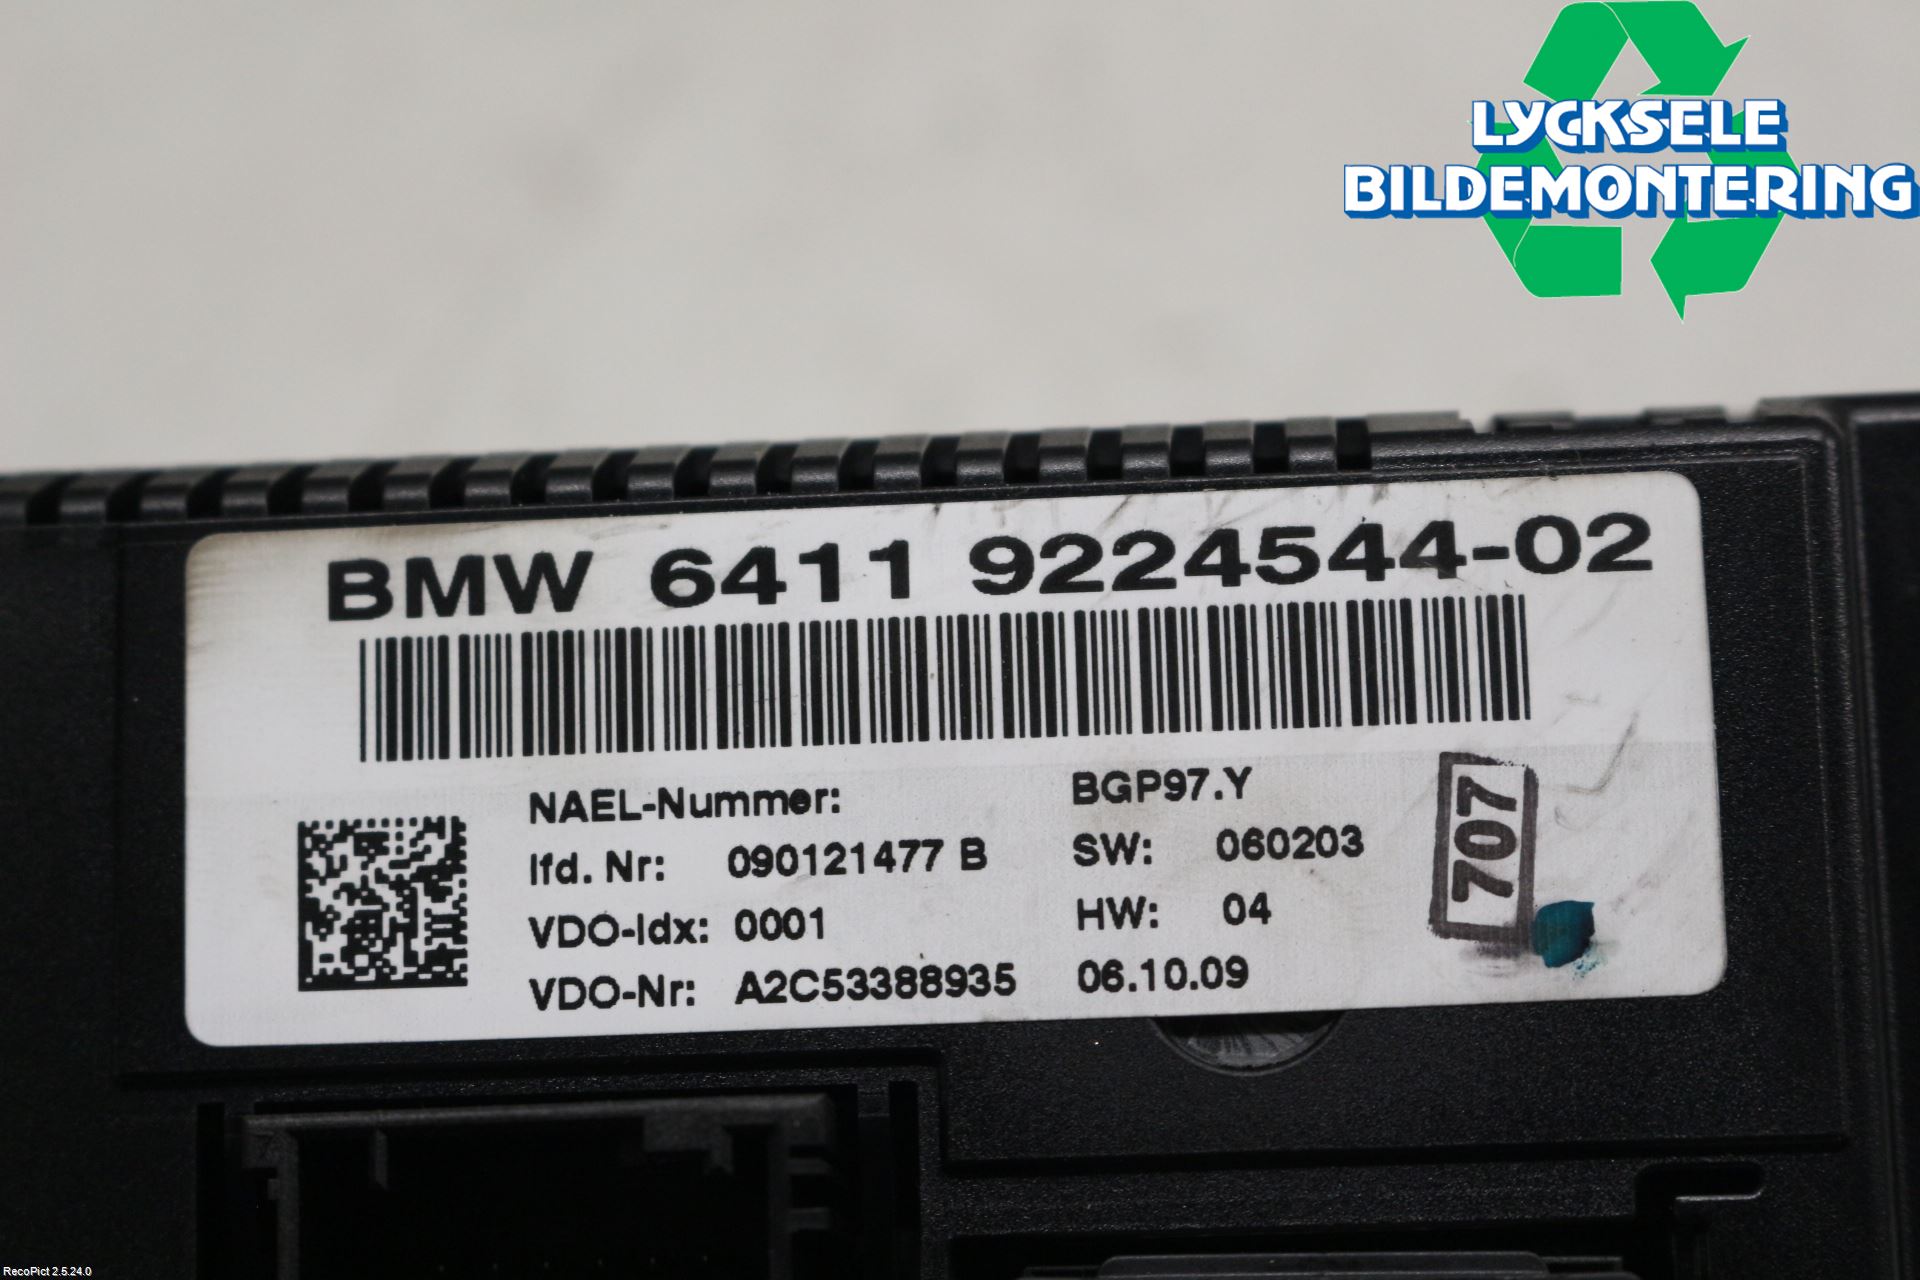 LYCKSELE
BILDEMONTERING
BMW 6411 9224544-02
NAEL-Nummer: BGP97.Y
lfd. Nr: 090121477 B SW: 060203
VDO-Idx: 0001 HW: 04
VDO-Nr: A2C53388935 06.10.09
707
RecoPict 2.5.24.0